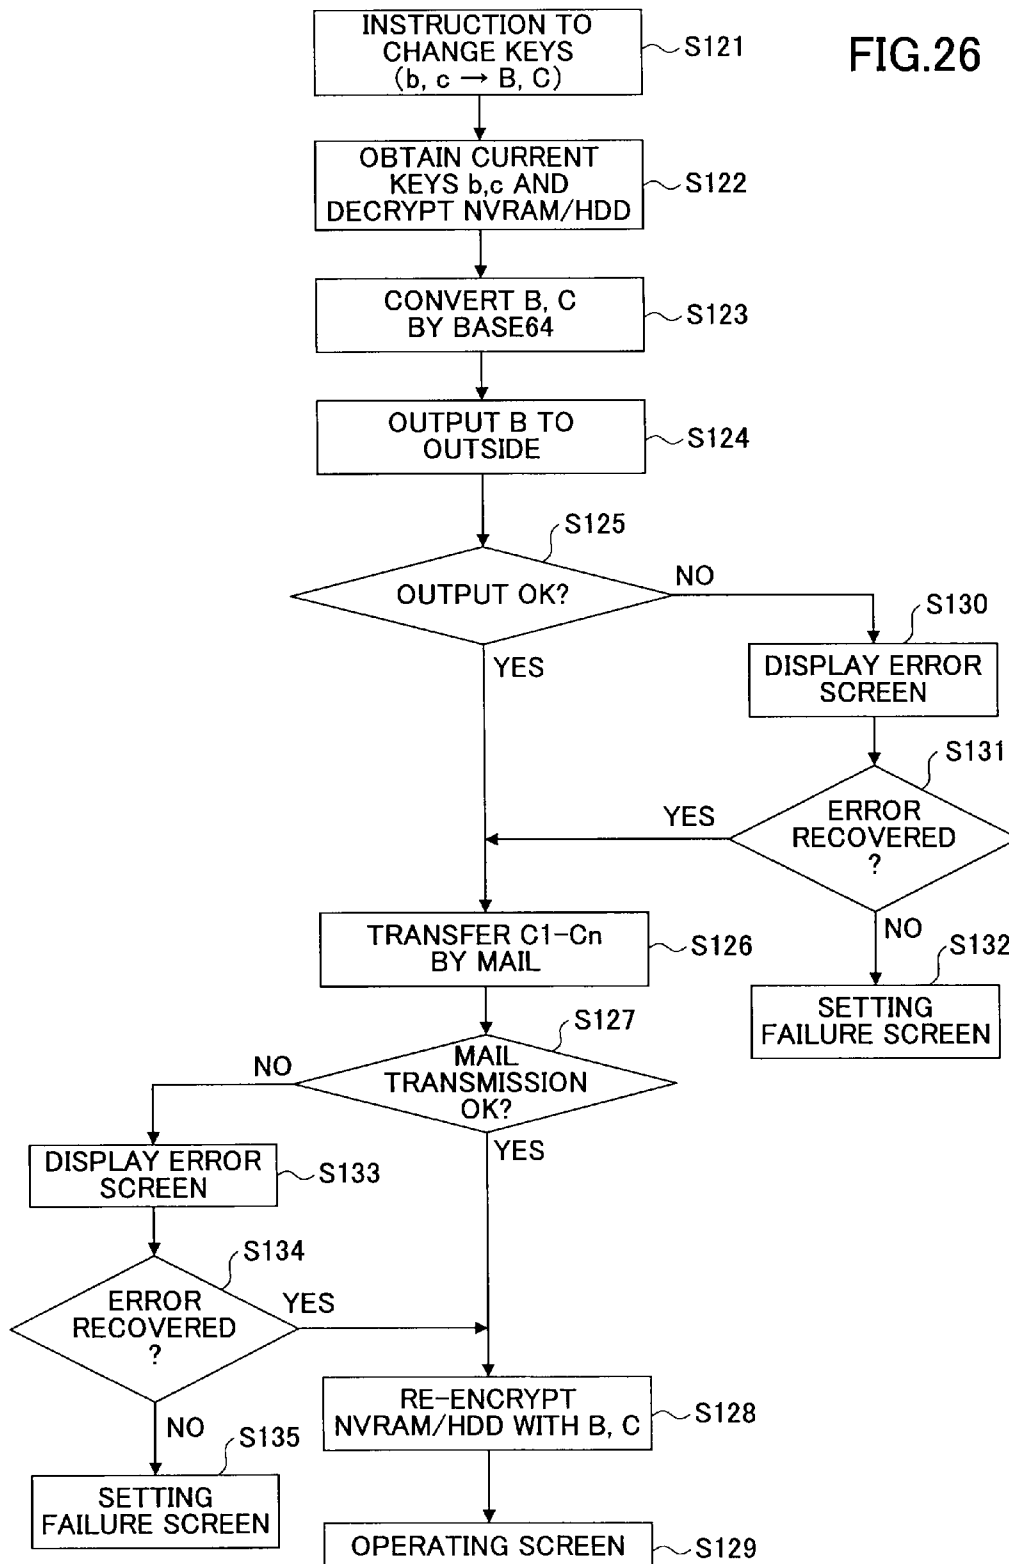 FIG.26
INSTRUCTION TO
CHANGE KEYS
(b, c → B, C)
S121
OBTAIN CURRENT
KEYS b,c AND
DECRYPT NVRAM/HDD
S122
CONVERT B, C
BY BASE64
S123
OUTPUT B TO
OUTSIDE
S124
S125
OUTPUT OK?
NO
YES
S130
DISPLAY ERROR
SCREEN
S131
ERROR
RECOVERED
?
YES
NO
S132
SETTING
FAILURE SCREEN
TRANSFER C1-Cn
BY MAIL
S126
S127
MAIL
TRANSMISSION
OK?
NO
YES
DISPLAY ERROR
SCREEN
S133
S134
ERROR
RECOVERED
?
YES
NO
S135
SETTING
FAILURE SCREEN
RE-ENCRYPT
NVRAM/HDD WITH B, C
S128
OPERATING SCREEN
S129